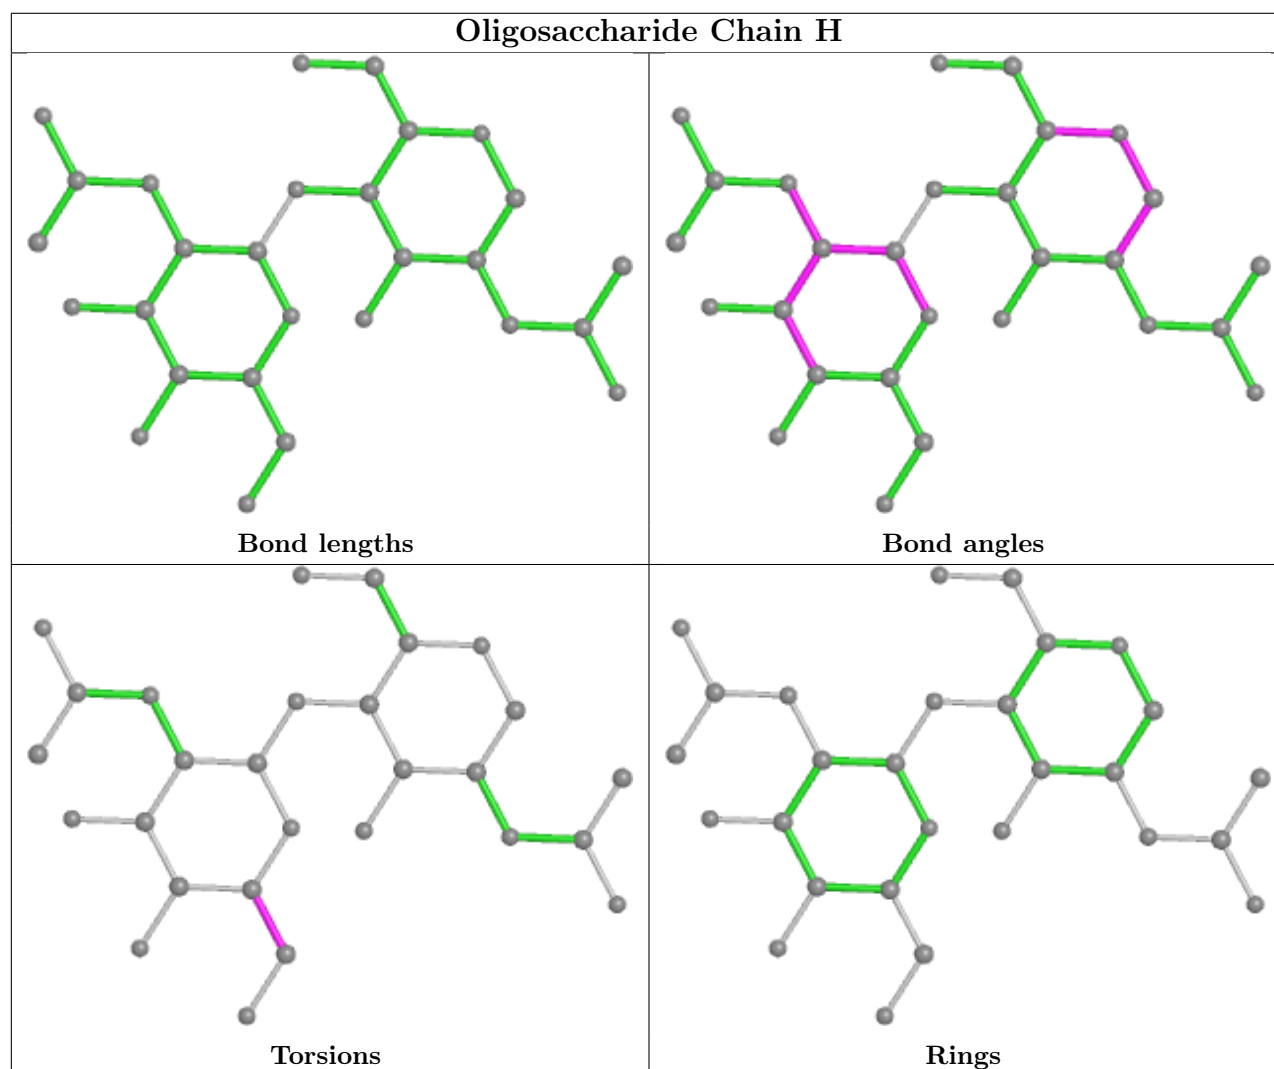 Oligosaccharide Chain H
Bond lengths
Bond angles
Torsions
Rings